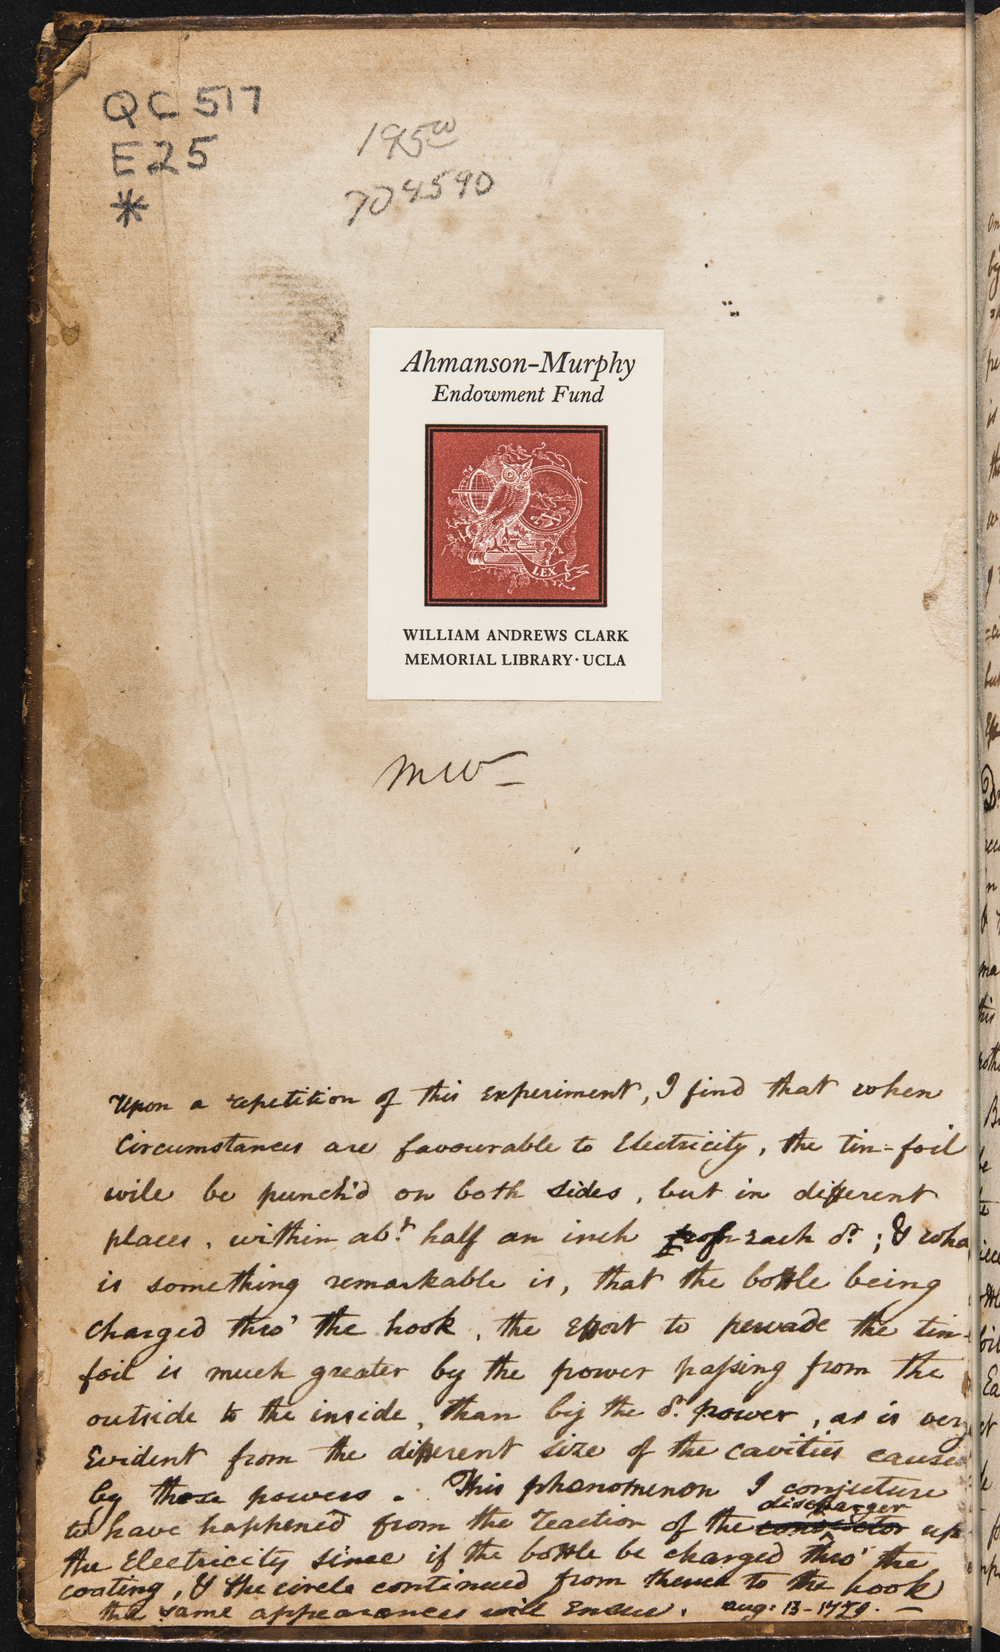 QC 517
E25
*
195 00
704590
Ahmanson-Murphy
Endowment Fund
LEX
WILLIAM ANDREWS CLARK
MEMORIAL LIBRARY · UCLA
MW
Upon a repetition of this Experiment, I find that when
Circumstances are favourable to Electricity, the tin-foil
will be punch'd on both sides, but in different
places, within abt. half an inch from each or.; & wha
is something remarkable is, that the bottle being
charged thro' the hook, the Effort to pervade the tin-
foil is much greater by the power passing from the
outside to the inside, than by the or. power, as is very
Evident from the different size of the cavities cause
by those powers. This phænomenon I conjecture
to have happened from the Reaction of the conductor discharger up
the Electricity since if the bottle be charged thro' the
coating, & the circle continued from thence to the hook
the same appearances will Ensue. Aug: 13-1779.